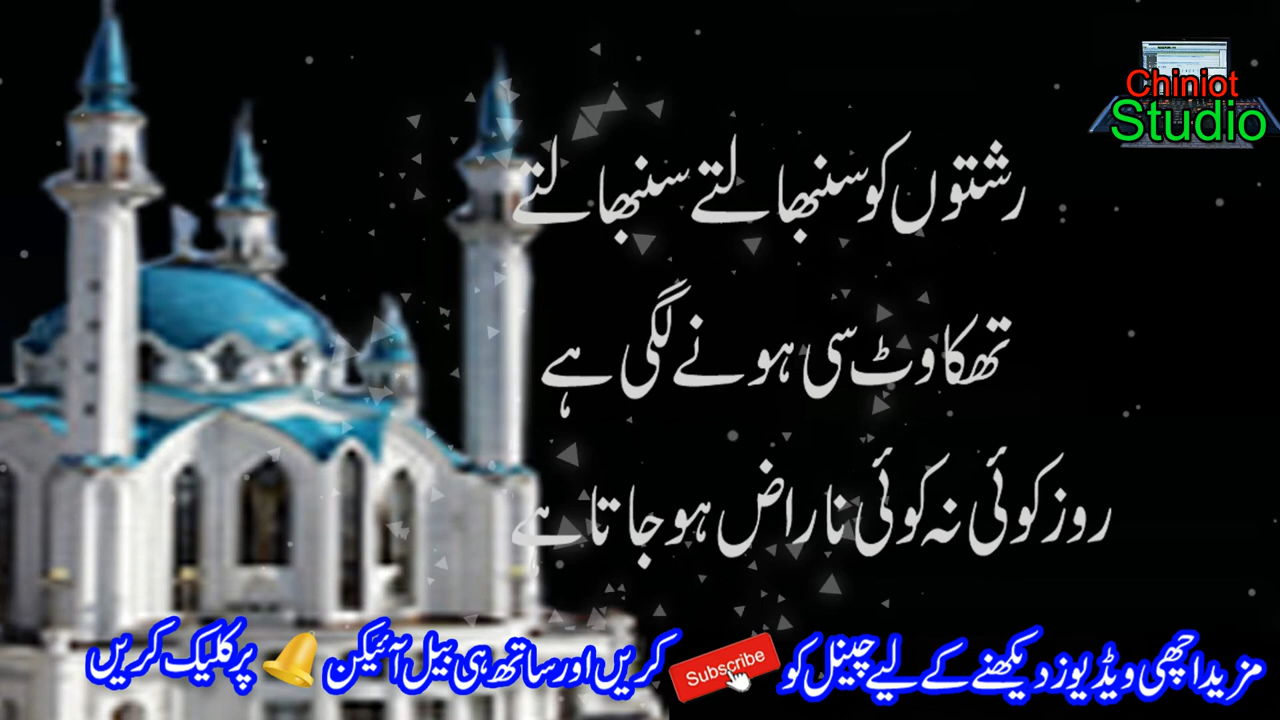 Chiniot
Studio
رشتوں کو سنبھالتے سنبھالتے
تھکاوٹ سی ہونے لگی ہے
روز کوئی نہ کوئی ناراض ہو جاتا ہے
مزید اچھی ویڈیوز دیکھنے کے لیے چینل کو Subscribe کریں اور ساتھ ہی بیل آئیکن 🔔 پر کلیک کریں